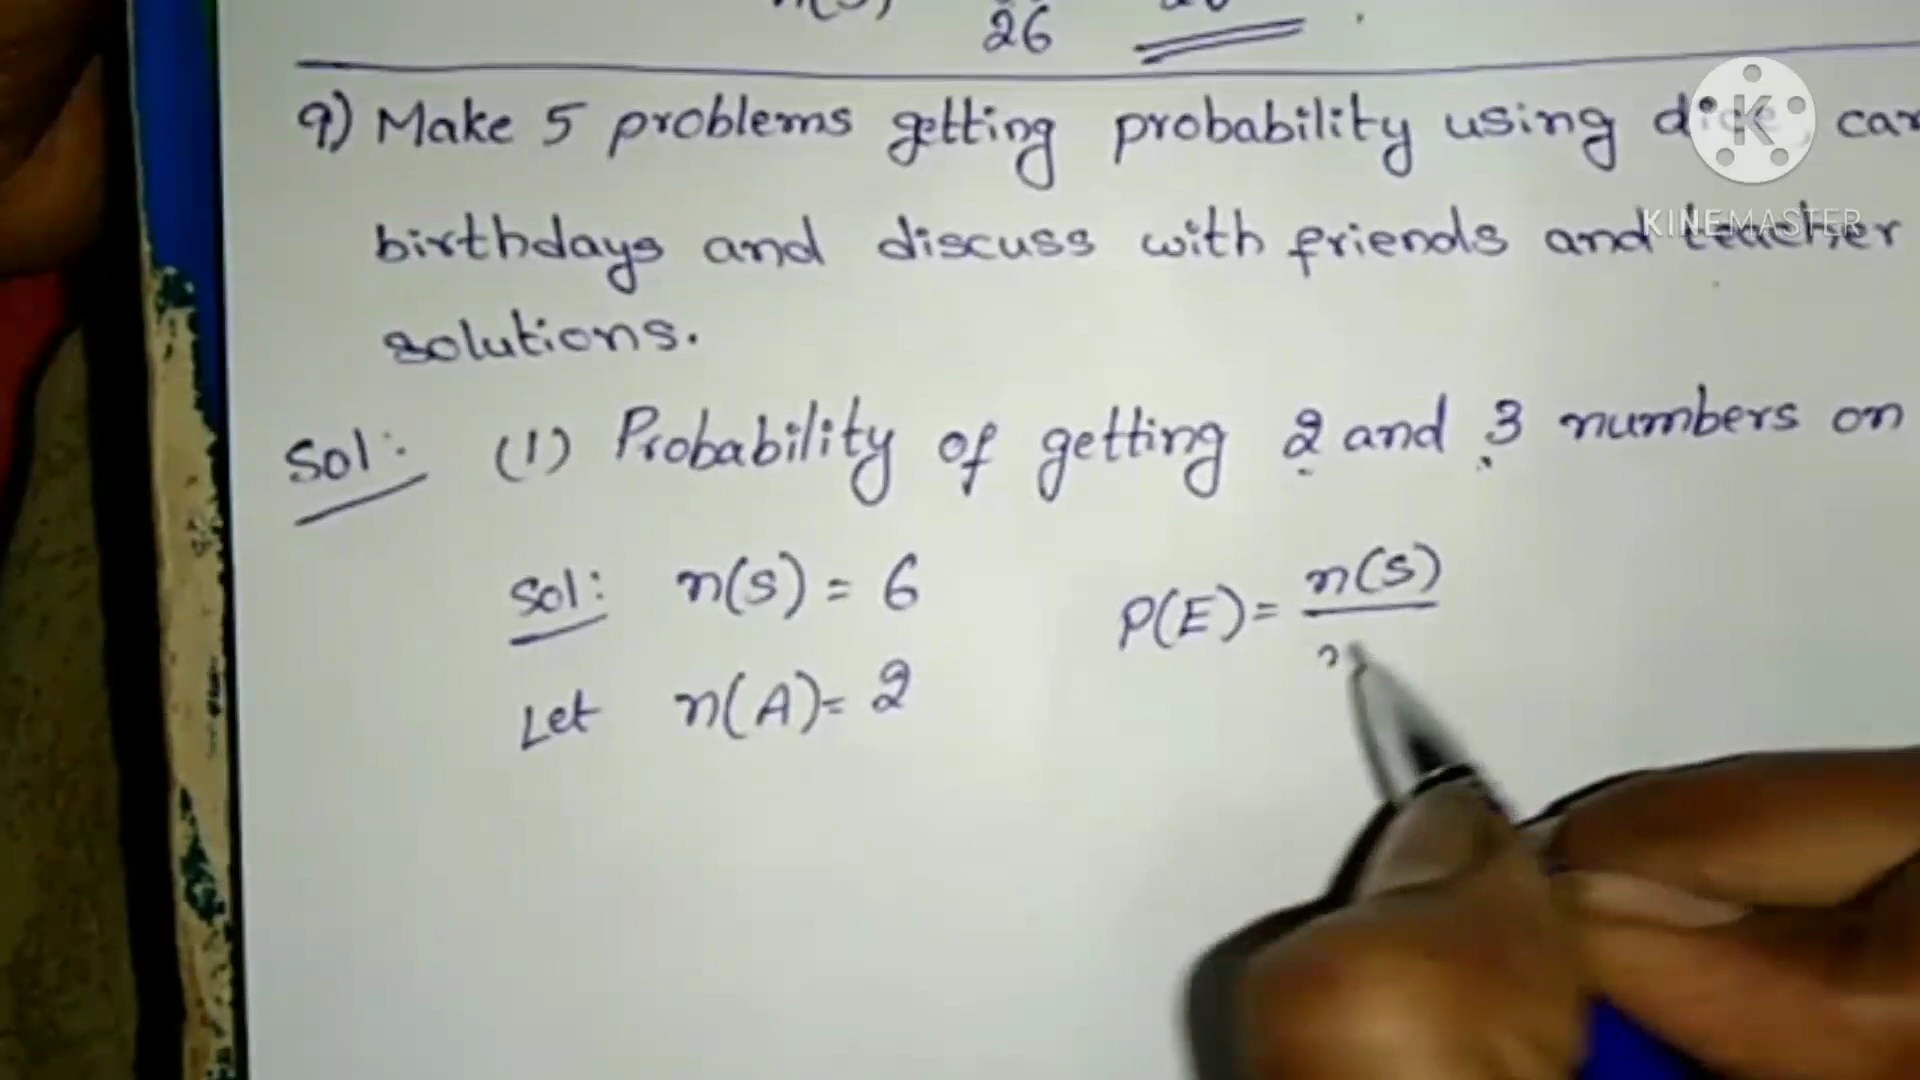 26
9) Make 5 problems getting probability using
birthdays and discuss with friends and teacher
solutions.
Sol: (1) Probability of getting 2 and 3 numbers on
Sol: n(S) = 6 P(E) = n(S)
Let n(A) = 2
K
KINEMASTER